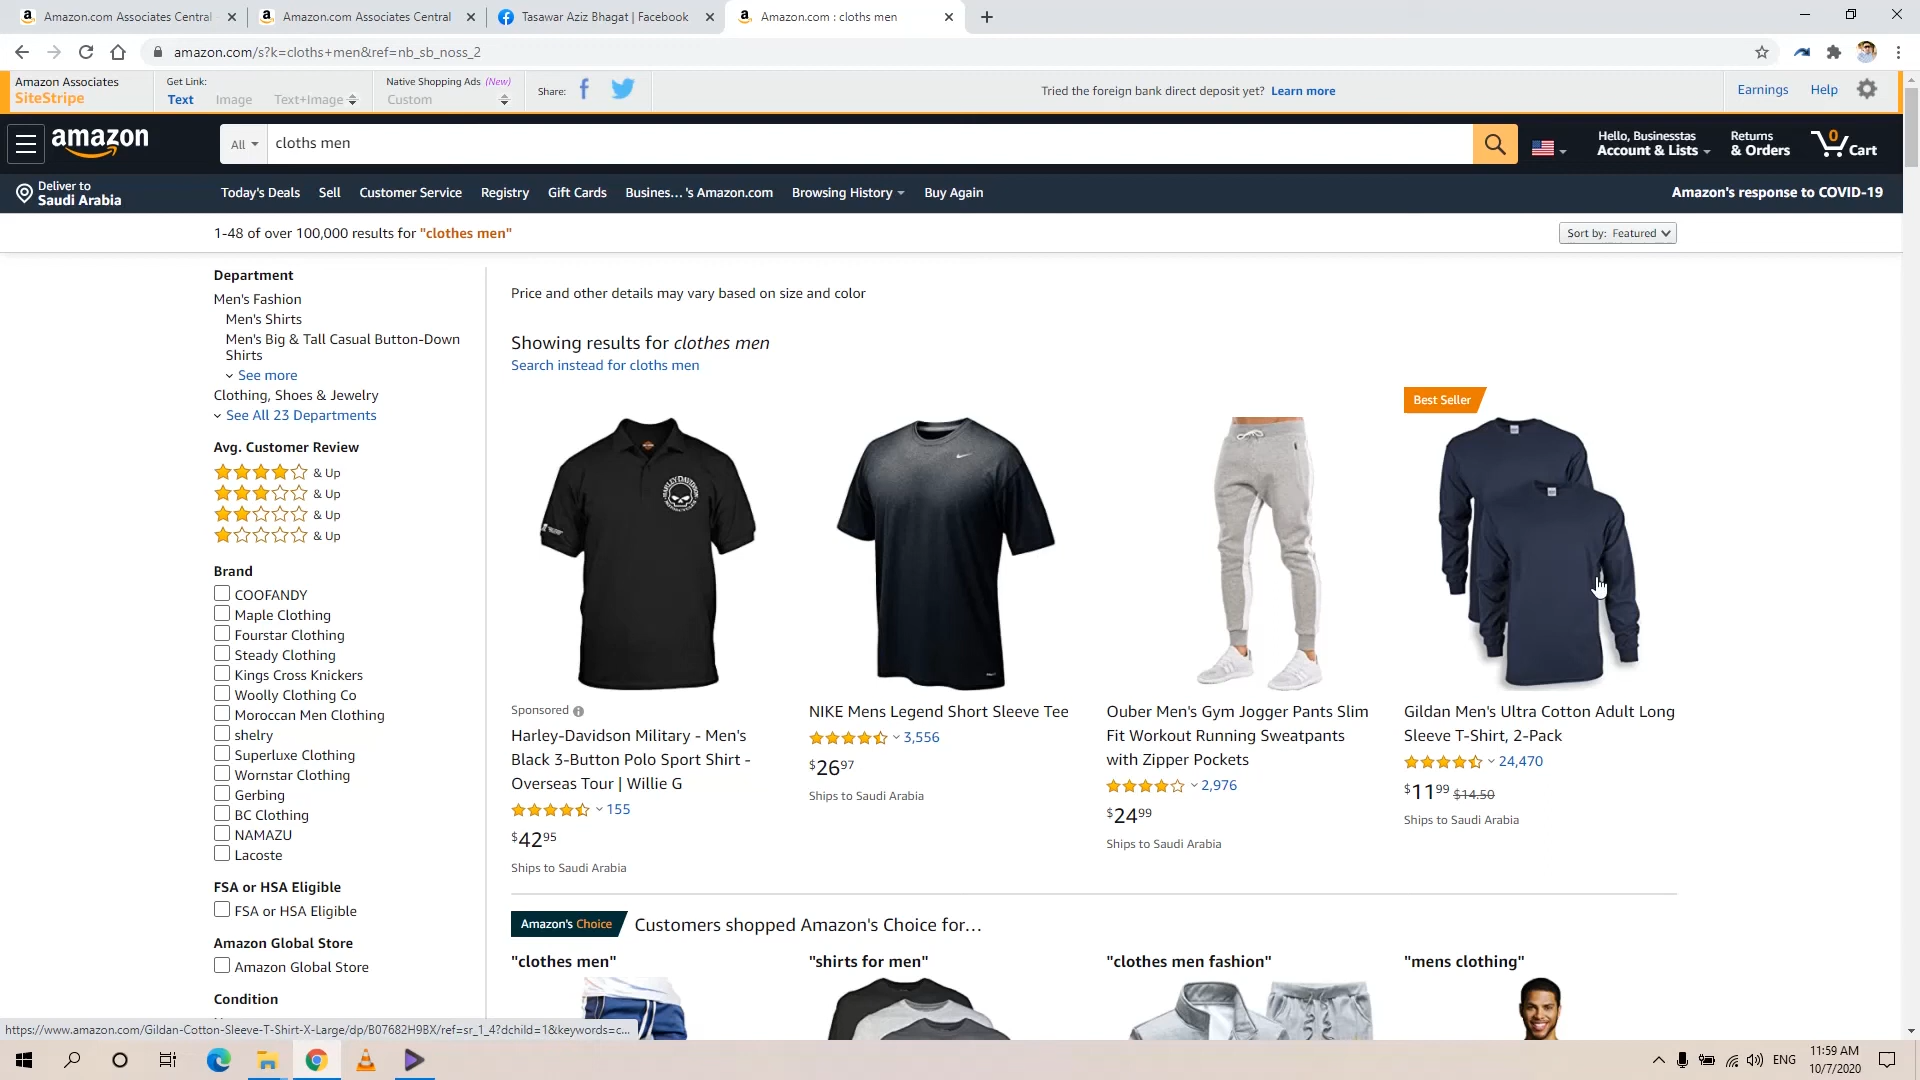 Amazon.com Associates Central
Amazon.com Associates Central
Tasawar Aziz Bhagat | Facebook
Amazon.com : cloths men
amazon.com/s?k=cloths+men&ref=nb_sb_noss_2
Amazon Associates
SiteStripe
Get Link:
Text Image Text+Image
Native Shopping Ads (New)
Custom
Share:
Tried the foreign bank direct deposit yet? Learn more
Earnings Help
amazon
All
cloths men
Hello, Businesstas
Account & Lists
Returns
& Orders
0
Cart
Deliver to
Saudi Arabia
Today's Deals Sell Customer Service Registry Gift Cards Busines... 's Amazon.com Browsing History Buy Again
Amazon's response to COVID-19
1-48 of over 100,000 results for "clothes men"
Sort by: Featured
Department
Men's Fashion
Men's Shirts
Men's Big & Tall Casual Button-Down
Shirts
See more
Clothing, Shoes & Jewelry
See All 23 Departments
Avg. Customer Review
& Up
& Up
& Up
& Up
Brand
COOFANDY
Maple Clothing
Fourstar Clothing
Steady Clothing
Kings Cross Knickers
Woolly Clothing Co
Moroccan Men Clothing
shelry
Superluxe Clothing
Wornstar Clothing
Gerbing
BC Clothing
NAMAZU
Lacoste
FSA or HSA Eligible
FSA or HSA Eligible
Amazon Global Store
Amazon Global Store
Condition
Price and other details may vary based on size and color
Showing results for clothes men
Search instead for cloths men
Sponsored
Harley-Davidson Military - Men's
Black 3-Button Polo Sport Shirt -
Overseas Tour | Willie G
155
$42.95
Ships to Saudi Arabia
NIKE Mens Legend Short Sleeve Tee
3,556
$26.97
Ships to Saudi Arabia
Ouber Men's Gym Jogger Pants Slim
Fit Workout Running Sweatpants
with Zipper Pockets
2,976
$24.99
Ships to Saudi Arabia
Best Seller
Gildan Men's Ultra Cotton Adult Long
Sleeve T-Shirt, 2-Pack
24,470
$11.99 $14.50
Ships to Saudi Arabia
Amazon's Choice Customers shopped Amazon's Choice for…
"clothes men" "shirts for men" "clothes men fashion" "mens clothing"
https://www.amazon.com/Gildan-Cotton-Sleeve-T-Shirt-X-Large/dp/B07682H9BX/ref=sr_1_4?dchild=1&keywords=c...
ENG
11:59 AM
10/7/2020